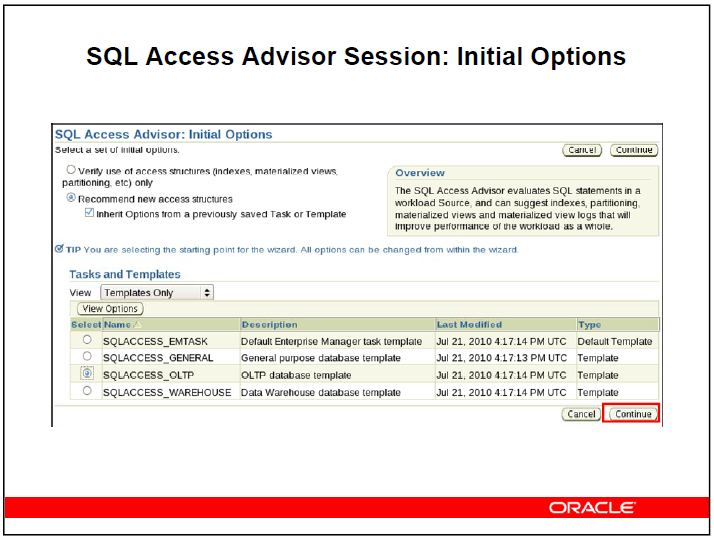 SQL Access Advisor Session: Initial Options
SQL Access Advisor: Initial Options
Select a set of initial options.
Cancel Continue
Verify use of access structures (indexes, materialized views,
partitioning, etc) only
Recommend new access structures
Inherit Options from a previously saved Task or Template
Overview
The SQL Access Advisor evaluates SQL statements in a
workload Source, and can suggest indexes, partitioning,
materialized views and materialized view logs that will
improve performance of the workload as a whole.
TIP You are selecting the starting point for the wizard. All options can be changed from within the wizard.
Tasks and Templates
View Templates Only
View Options
Select Name Description Last Modified Type
SQLACCESS_EMTASK Default Enterprise Manager task template Jul 21, 2010 4:17:14 PM UTC Default Template
SQLACCESS_GENERAL General purpose database template Jul 21, 2010 4:17:13 PM UTC Template
SQLACCESS_OLTP OLTP database template Jul 21, 2010 4:17:14 PM UTC Template
SQLACCESS_WAREHOUSE Data Warehouse database template Jul 21, 2010 4:17:14 PM UTC Template
Cancel Continue
ORACLE